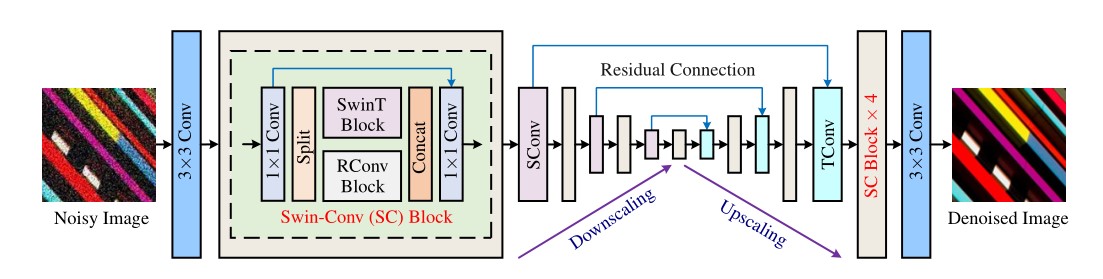 Noisy Image
3×3 Conv
1×1 Conv
Split
SwinT
Block
RConv
Block
Concat
1×1 Conv
Swin-Conv (SC) Block
SConv
Residual Connection
Downscaling
Upscaling
TConv
SC Block × 4
3×3 Conv
Denoised Image